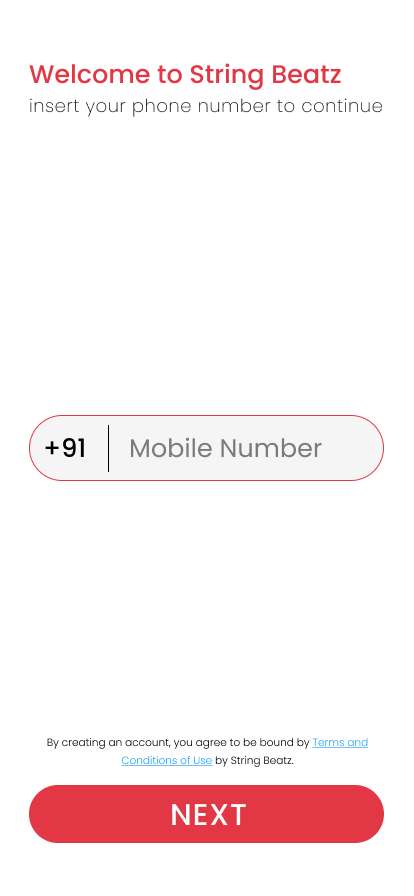 Welcome to String Beatz
insert your phone number to continue
+91 Mobile Number
By creating an account, you agree to be bound by Terms and
Conditions of Use by String Beatz.
NEXT